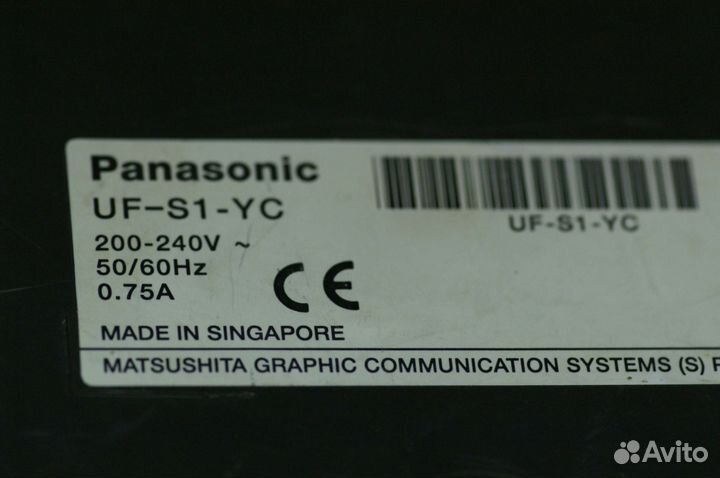 Panasonic
UF-S1-YC
UF-S1-YC
200-240V ~
50/60Hz
0.75A
CE
MADE IN SINGAPORE
MATSUSHITA GRAPHIC COMMUNICATION SYSTEMS (S) P
Avito